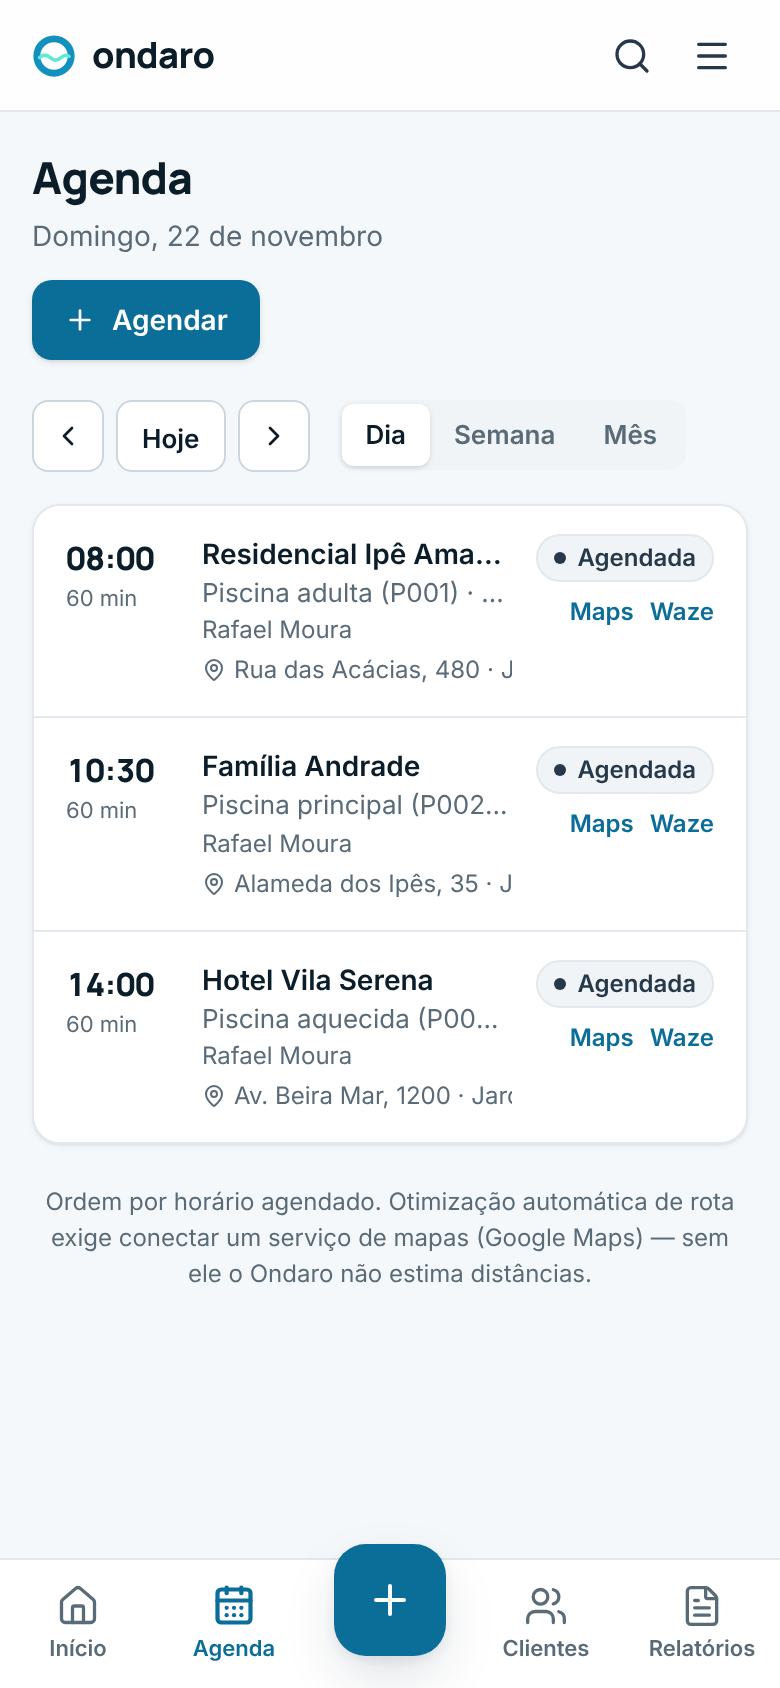 ondaro
Agenda
Domingo, 22 de novembro
Agendar
Hoje
Dia Semana Mês
08:00
60 min
Residencial Ipê Ama...
Piscina adulta (P001) · ...
Rafael Moura
Rua das Acácias, 480 · J
Agendada
Maps Waze
10:30
60 min
Família Andrade
Piscina principal (P002...
Rafael Moura
Alameda dos Ipês, 35 · J
Agendada
Maps Waze
14:00
60 min
Hotel Vila Serena
Piscina aquecida (P00...
Rafael Moura
Av. Beira Mar, 1200 · Jar
Agendada
Maps Waze
Ordem por horário agendado. Otimização automática de rota
exige conectar um serviço de mapas (Google Maps) — sem
ele o Ondaro não estima distâncias.
Início Agenda Clientes Relatórios